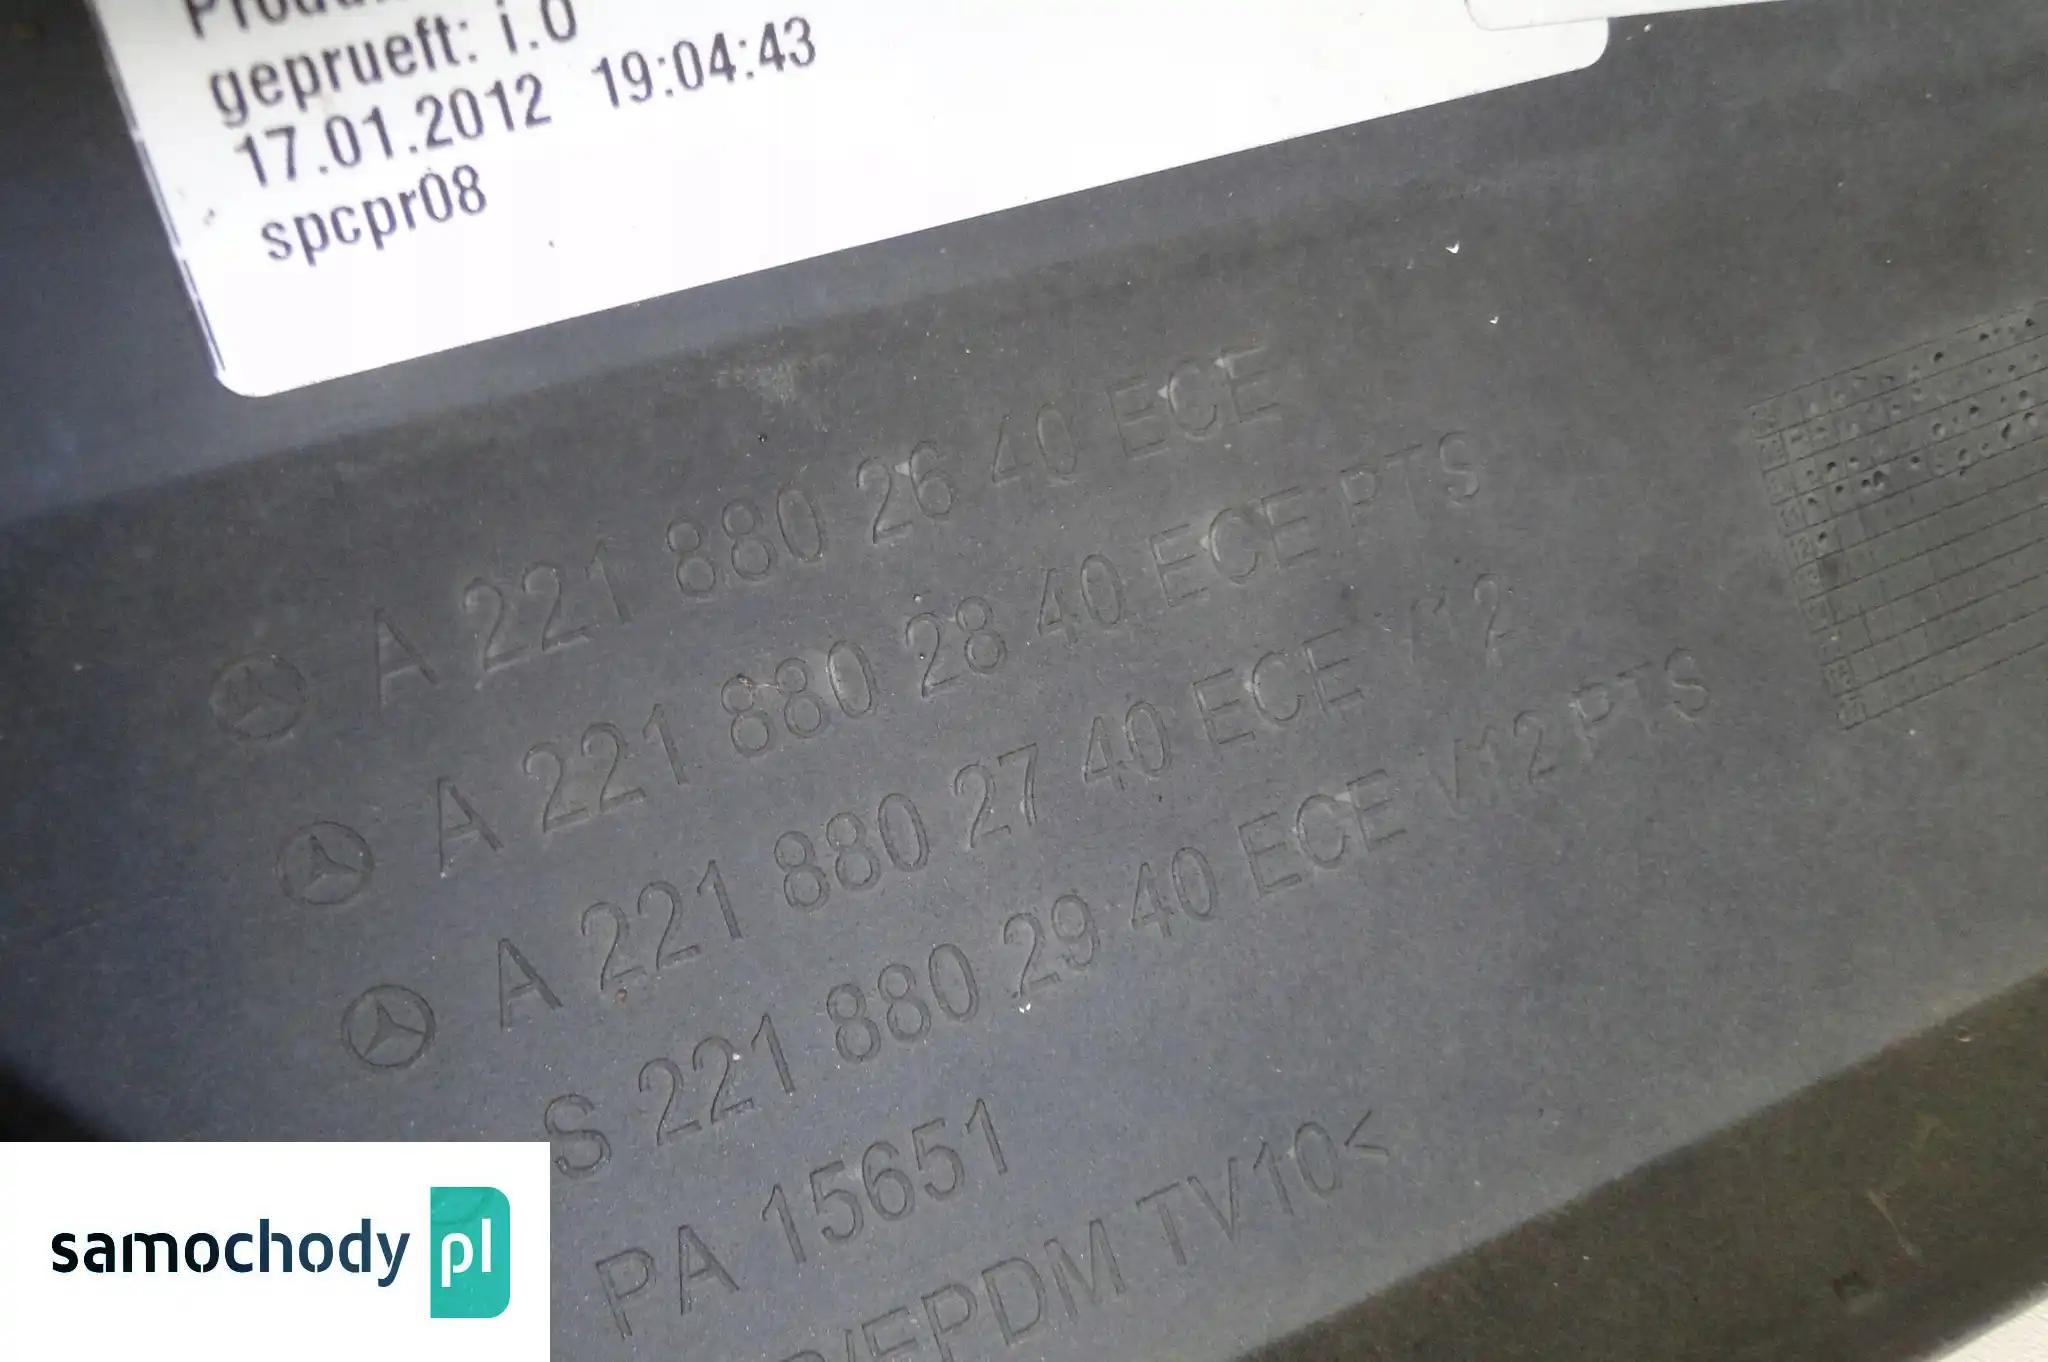 geprueft: i.O
17.01.2012 19:04:43
spcpr08
A 221 880 26 40 ECE
A 221 880 28 40 ECE PTS
A 221 880 27 40 ECE V12
S 221 880 29 40 ECE V12 PTS
PA 15651
/EPDM TV10<
samochody pl